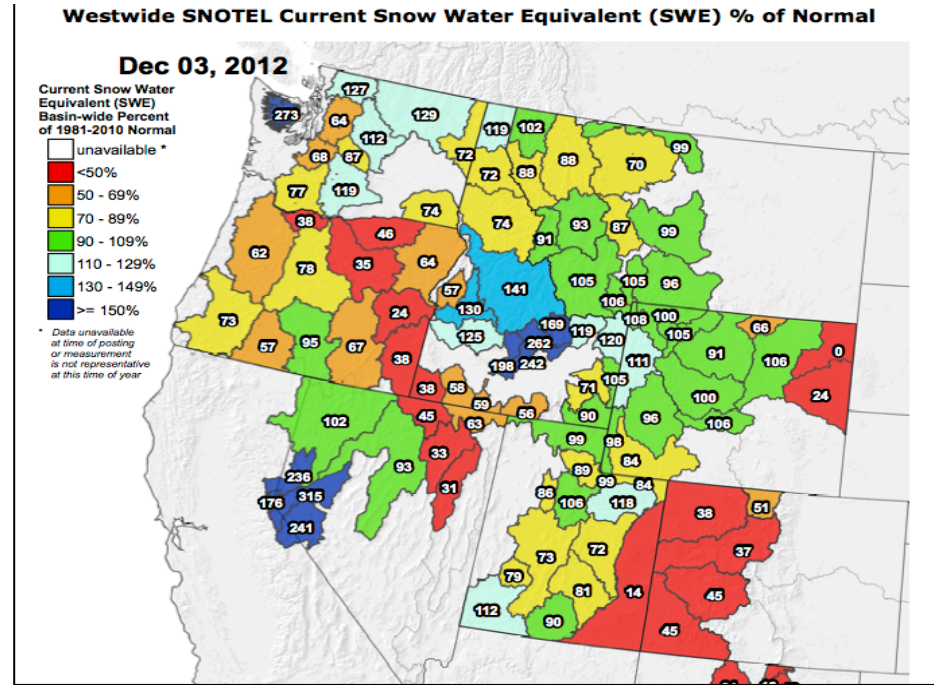 Westwide SNOTEL Current Snow Water Equivalent (SWE) % of Normal
Dec 03, 2012
Current Snow Water
Equivalent (SWE)
Basin-wide Percent
of 1981-2010 Normal
unavailable *
<50%
50 - 69%
70 - 89%
90 - 109%
110 - 129%
130 - 149%
>= 150%
* Data unavailable
at time of posting
or measurement
is not representative
at this time of year
127
273 64 129
112 119 102
68 87 72 99
88 70
77 119 72 88
74 74
38 93 87 99
46 91
62 35 64
78 105 105 96
57 141 106
73 24 130 108 100
169 119 105 66
125 262 120
57 95 67 91 106 0
38 198 242 111
38 58 71 105 100 24
59 90
102 45 63 56 96 106
33 99 98
93 89 84
236 31 99 84
176 315 86 106 118 38 51
241
73 72 37
79
81 14 45
112 90 45